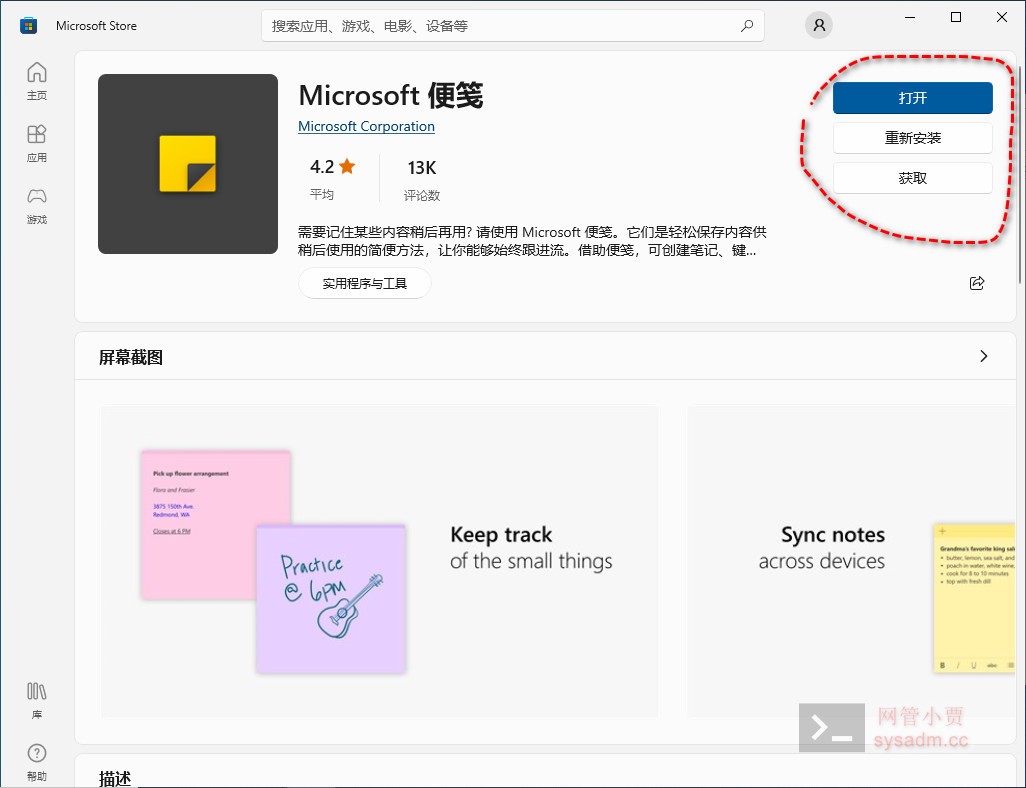 Microsoft Store
搜索应用、游戏、电影、设备等
主页
应用
游戏
库
帮助
Microsoft 便笺
Microsoft Corporation
4.2
平均
13K
评论数
需要记住某些内容稍后再用? 请使用 Microsoft 便笺。它们是轻松保存内容供
稍后使用的简便方法，让你能够始终跟进流。借助便笺，可创建笔记、键...
实用程序与工具
打开
重新安装
获取
屏幕截图
Pick up flower arrangement
Flora and Frasier
3875 150th Ave.
Redmond, WA
Closes at 6 PM
Practice
@ 6pm
Keep track
of the small things
Sync notes
across devices
Grandma's favorite king sal
butter, lemon, sea salt, and
poach in water, white wine,
cook for 8 to 10 minutes
top with fresh dill
B I U abc
网管小贾
sysadm.cc
描述